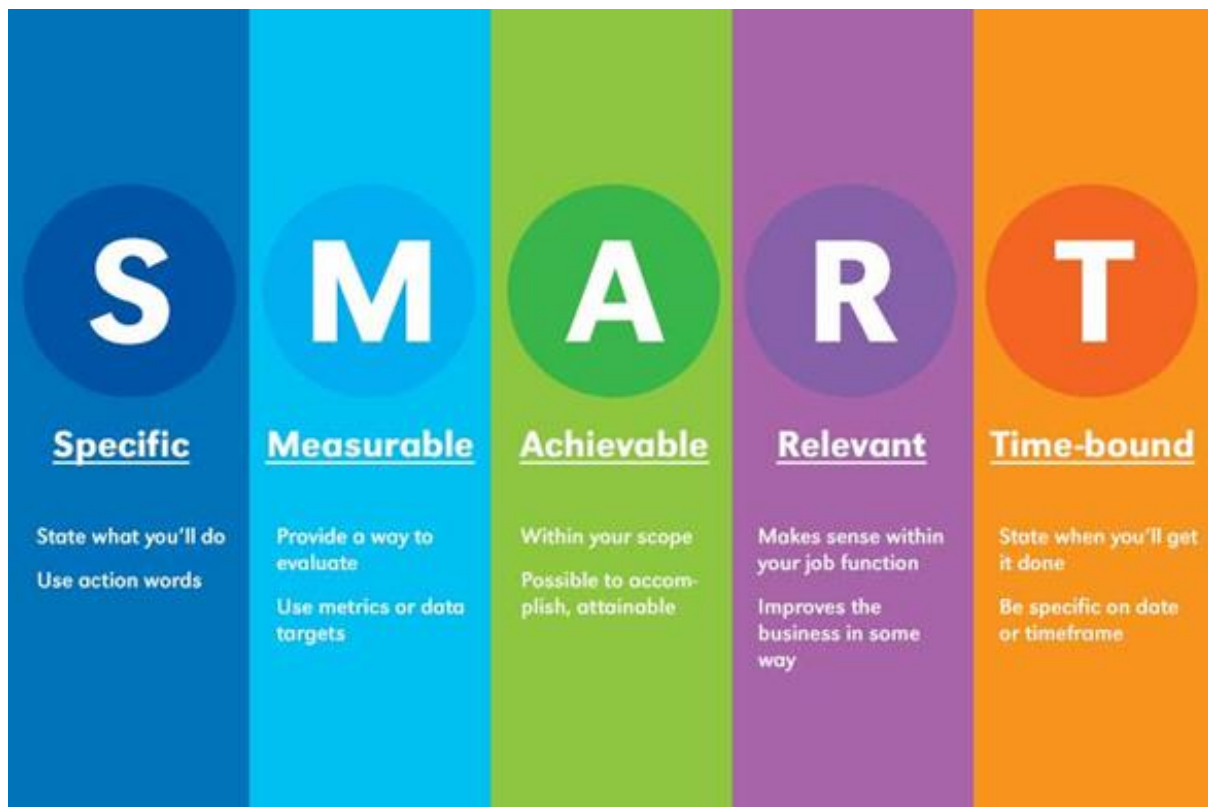 S
Specific
State what you'll do
Use action words
M
Measurable
Provide a way to
evaluate
Use metrics or data
targets
A
Achievable
Within your scope
Possible to accom-
plish, attainable
R
Relevant
Makes sense within
your job function
Improves the
business in some
way
T
Time-bound
State when you'll get
it done
Be specific on date
or timeframe